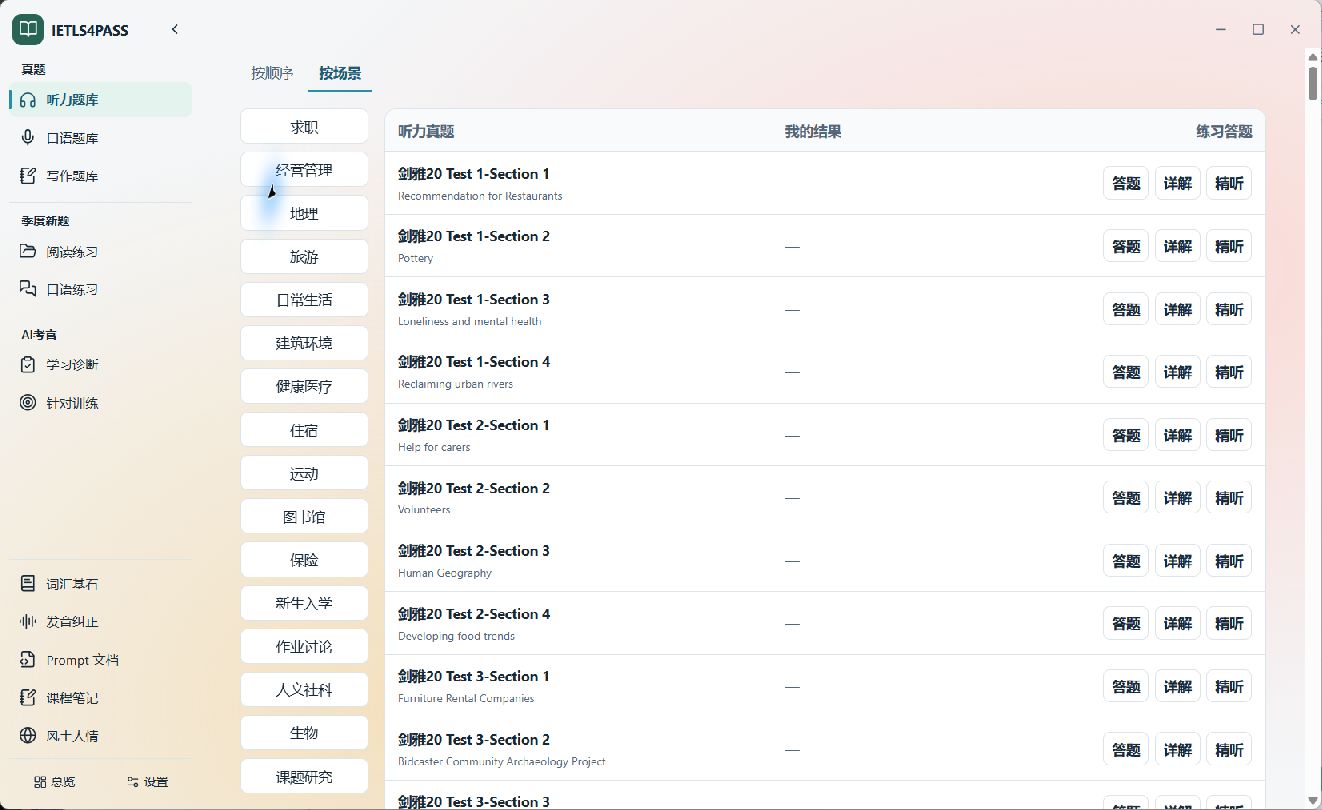 IETLS4PASS
真题
听力题库
口语题库
写作题库
季度新题
阅读练习
口语练习
AI考官
学习诊断
针对训练
词汇基石
发音纠正
Prompt 文档
课程笔记
风土人情
总览
设置
按顺序 按场景
求职
经营管理
地理
旅游
日常生活
建筑环境
健康医疗
住宿
运动
图书馆
保险
新生入学
作业讨论
人文社科
生物
课题研究
听力真题 我的结果 练习答题
剑雅20 Test 1-Section 1
Recommendation for Restaurants
答题 详解 精听
剑雅20 Test 1-Section 2
Pottery
— 答题 详解 精听
剑雅20 Test 1-Section 3
Loneliness and mental health
— 答题 详解 精听
剑雅20 Test 1-Section 4
Reclaiming urban rivers
— 答题 详解 精听
剑雅20 Test 2-Section 1
Help for carers
— 答题 详解 精听
剑雅20 Test 2-Section 2
Volunteers
— 答题 详解 精听
剑雅20 Test 2-Section 3
Human Geography
— 答题 详解 精听
剑雅20 Test 2-Section 4
Developing food trends
— 答题 详解 精听
剑雅20 Test 3-Section 1
Furniture Rental Companies
— 答题 详解 精听
剑雅20 Test 3-Section 2
Bidcaster Community Archaeology Project
— 答题 详解 精听
剑雅20 Test 3-Section 3